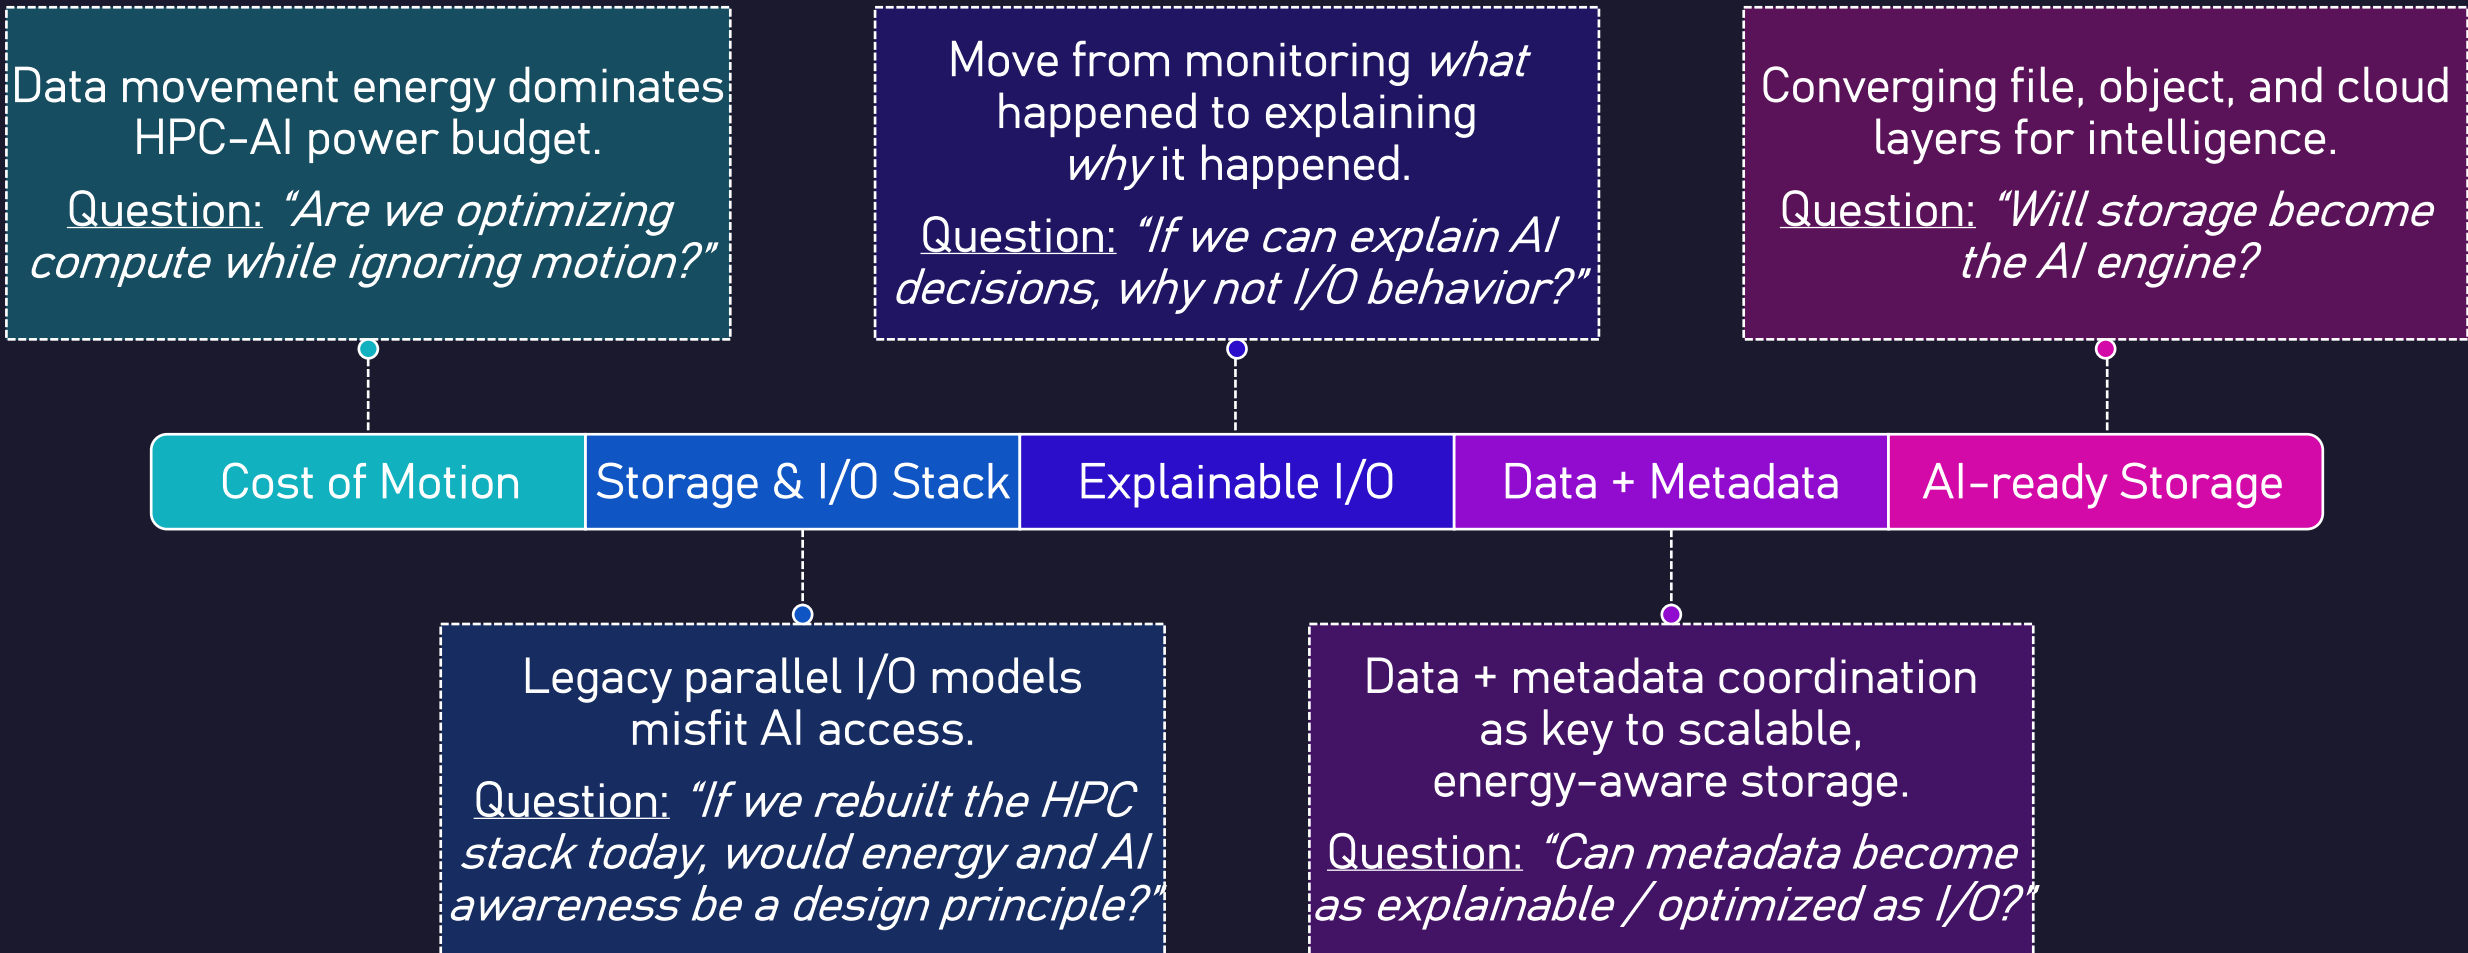 Data movement energy dominates
HPC-AI power budget.
Question: “Are we optimizing
compute while ignoring motion?”
Move from monitoring what
happened to explaining
why it happened.
Question: “If we can explain AI
decisions, why not I/O behavior?”
Converging file, object, and cloud
layers for intelligence.
Question: “Will storage become
the AI engine?
Cost of Motion
Storage & I/O Stack
Explainable I/O
Data + Metadata
AI-ready Storage
Legacy parallel I/O models
misfit AI access.
Question: “If we rebuilt the HPC
stack today, would energy and AI
awareness be a design principle?”
Data + metadata coordination
as key to scalable,
energy-aware storage.
Question: “Can metadata become
as explainable / optimized as I/O?”